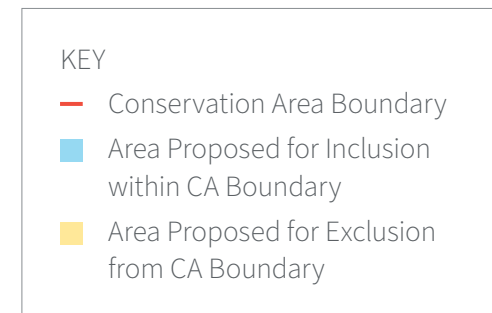 KEY
Conservation Area Boundary
Area Proposed for Inclusion
within CA Boundary
Area Proposed for Exclusion
from CA Boundary